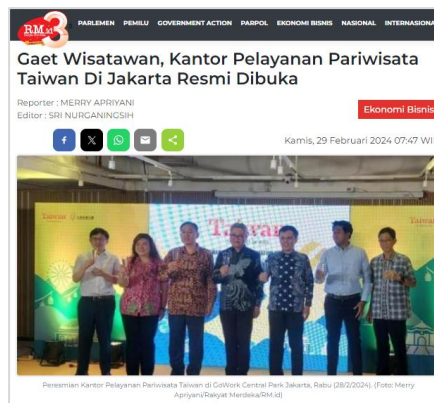 RM.id
PARLEMEN PEMILU GOVERNMENT ACTION PARPOL EKONOMI BISNIS NASIONAL INTERNASIONA
Gaet Wisatawan, Kantor Pelayanan Pariwisata
Taiwan Di Jakarta Resmi Dibuka
Reporter : MERRY APRIYANI
Editor : SRI NURGANINGSIH
Ekonomi Bisnis
Kamis, 29 Februari 2024 07:47 WI
Taiwan
Taiwan
Peresmian Kantor Pelayanan Pariwisata Taiwan di GoWork Central Park Jakarta, Rabu (28/2/2024). (Foto: Merry
Apriyani/Rakyat Merdeka/RM.id)